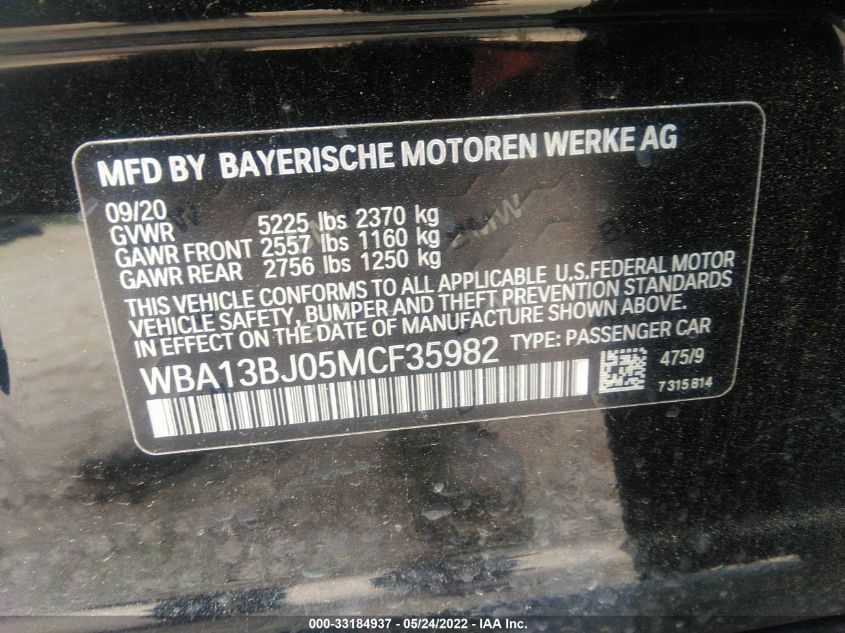 MFD BY BAYERISCHE MOTOREN WERKE AG
09/20
GVWR 5225 lbs 2370 kg
GAWR FRONT 2557 lbs 1160 kg
GAWR REAR 2756 lbs 1250 kg
THIS VEHICLE CONFORMS TO ALL APPLICABLE U.S.FEDERAL MOTOR
VEHICLE SAFETY, BUMPER AND THEFT PREVENTION STANDARDS
IN EFFECT ON THE DATE OF MANUFACTURE SHOWN ABOVE.
WBA13BJ05MCF35982 TYPE: PASSENGER CAR
475/9
7 315 814
000-33184937 - 05/24/2022 - IAA Inc.